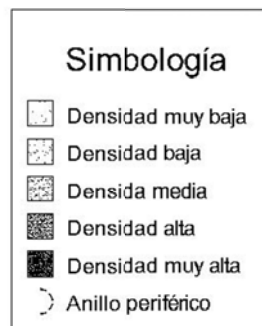 Simbología
Densidad muy baja
Densidad baja
Densida media
Densidad alta
Densidad muy alta
Anillo periférico